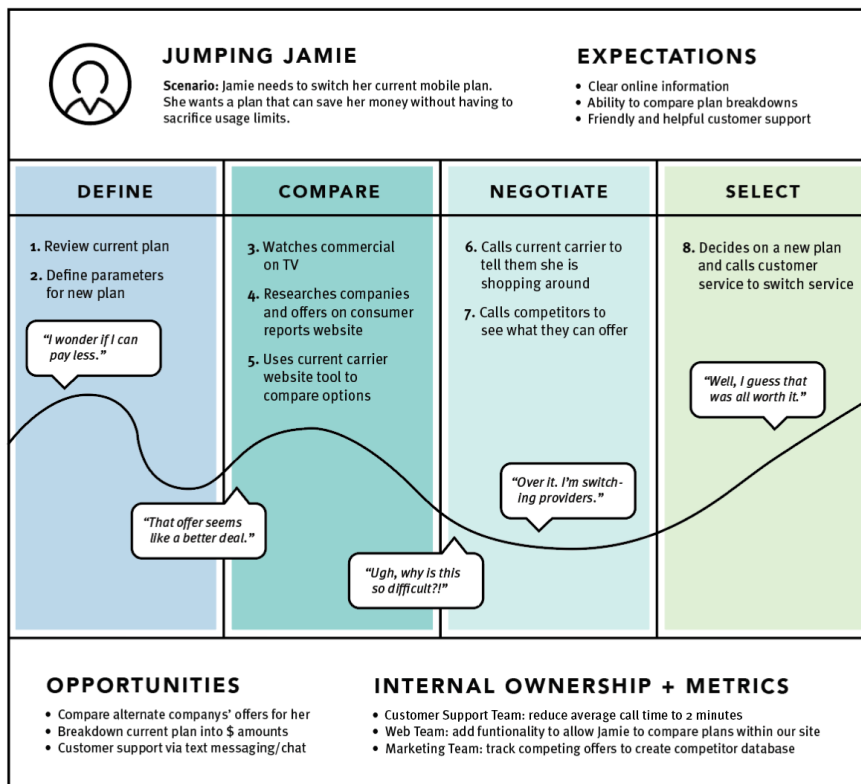 JUMPING JAMIE
Scenario: Jamie needs to switch her current mobile plan.
She wants a plan that can save her money without having to
sacrifice usage limits.
EXPECTATIONS
• Clear online information
• Ability to compare plan breakdowns
• Friendly and helpful customer support
DEFINE
1. Review current plan
2. Define parameters
for new plan
“I wonder if I can
pay less.”
COMPARE
3. Watches commercial
on TV
4. Researches companies
and offers on consumer
reports website
5. Uses current carrier
website tool to
compare options
“That offer seems
like a better deal.”
NEGOTIATE
6. Calls current carrier to
tell them she is
shopping around
7. Calls competitors to
see what they can offer
“Ugh, why is this
so difficult?!”
“Over it. I’m switch-
ing providers.”
SELECT
8. Decides on a new plan
and calls customer
service to switch service
“Well, I guess that
was all worth it.”
OPPORTUNITIES
• Compare alternate companys’ offers for her
• Breakdown current plan into $ amounts
• Customer support via text messaging/chat
INTERNAL OWNERSHIP + METRICS
• Customer Support Team: reduce average call time to 2 minutes
• Web Team: add funtionality to allow Jamie to compare plans within our site
• Marketing Team: track competing offers to create competitor database